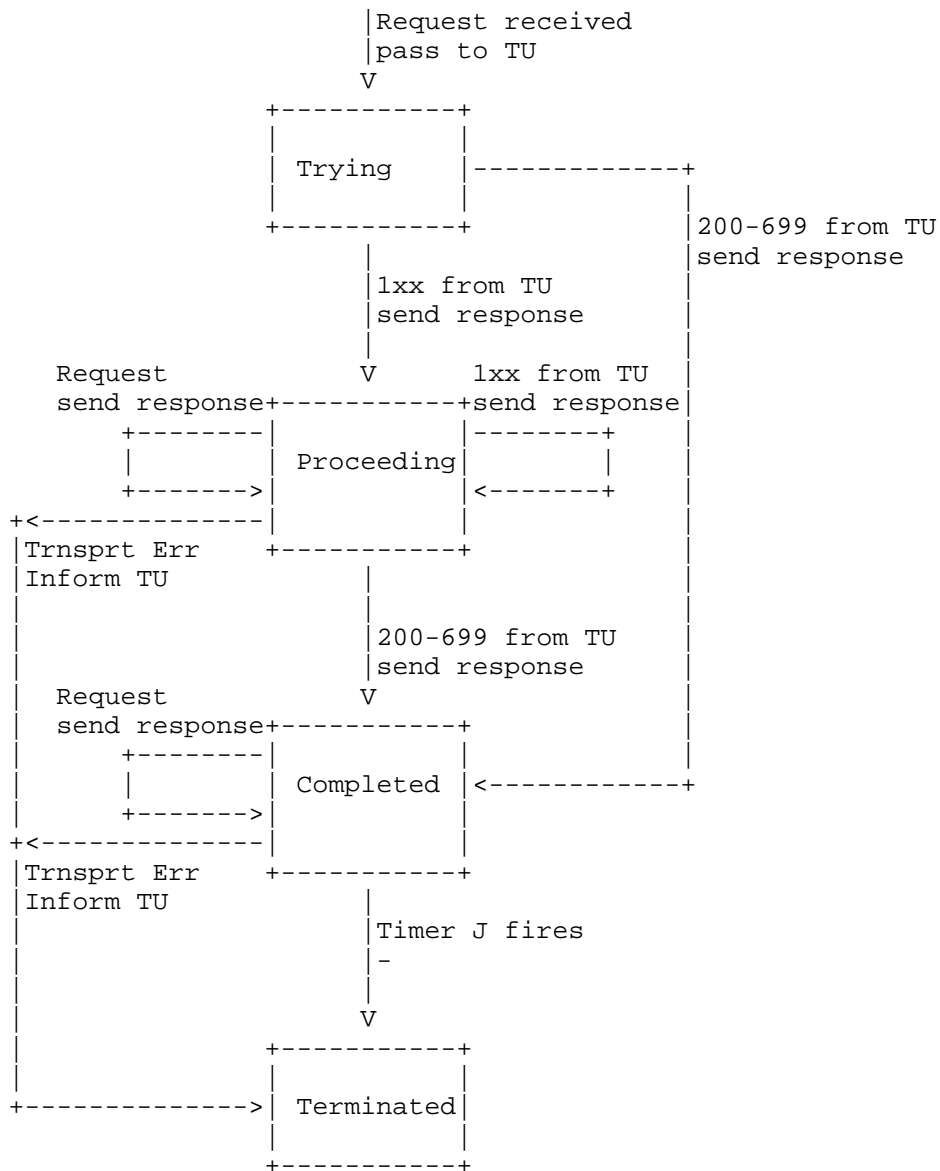 Request received
pass to TU
Trying
200-699 from TU
send response
1xx from TU
send response
Request
send response
1xx from TU
send response
Proceeding
Trnsprt Err
Inform TU
200-699 from TU
send response
Request
send response
Completed
Trnsprt Err
Inform TU
Timer J fires
-
Terminated